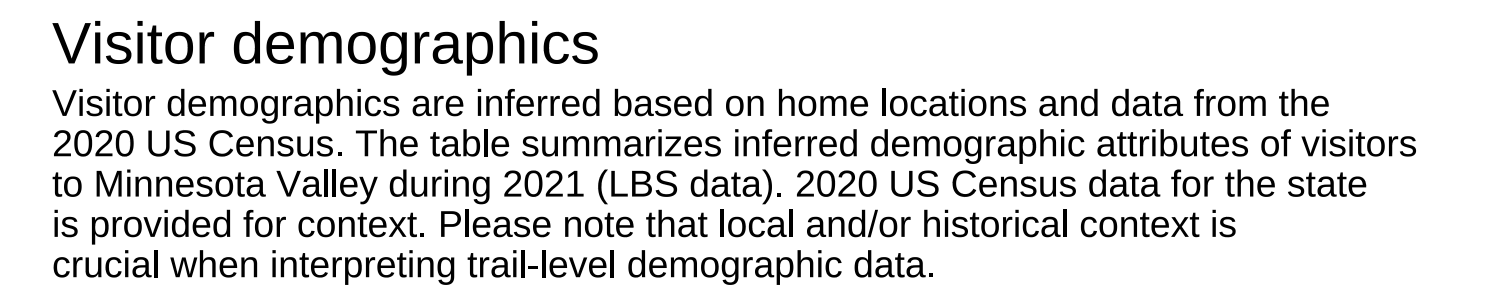 Visitor demographics
Visitor demographics are inferred based on home locations and data from the
2020 US Census. The table summarizes inferred demographic attributes of visitors
to Minnesota Valley during 2021 (LBS data). 2020 US Census data for the state
is provided for context. Please note that local and/or historical context is
crucial when interpreting trail-level demographic data.